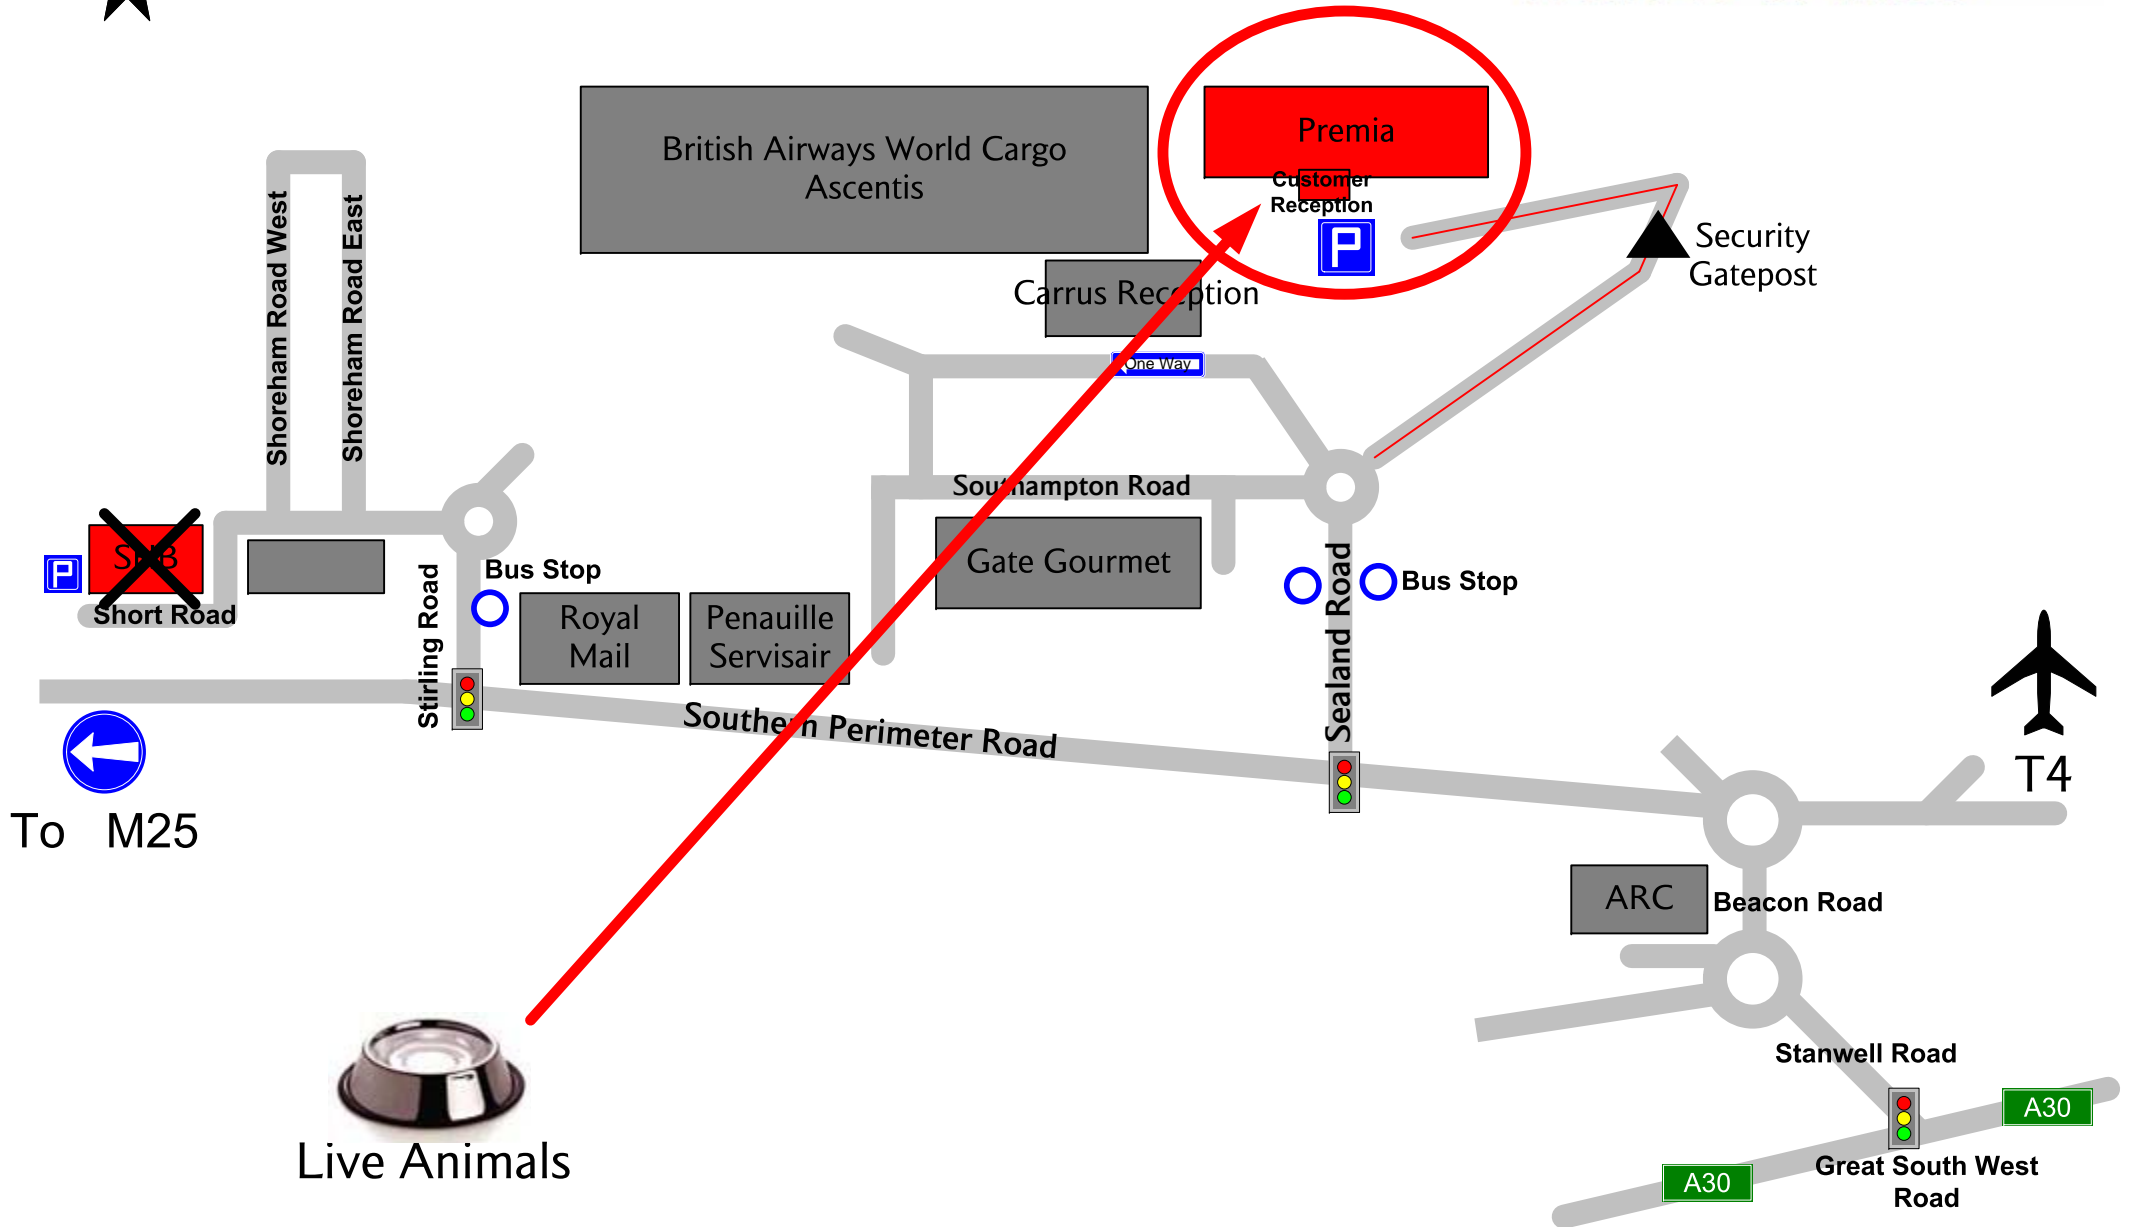 British Airways World Cargo
Ascentis
Premia
Customer
Reception
P
Security
Gatepost
Carrus Reception
One Way
Shoreham Road West
Shoreham Road East
Southampton Road
Gate Gourmet
P
Short Road
Stirling Road
Bus Stop
Royal
Mail
Penauille
Servisair
Sealand Road
Bus Stop
Southern Perimeter Road
T4
To M25
ARC
Beacon Road
Stanwell Road
A30
Great South West
Road
A30
Live Animals